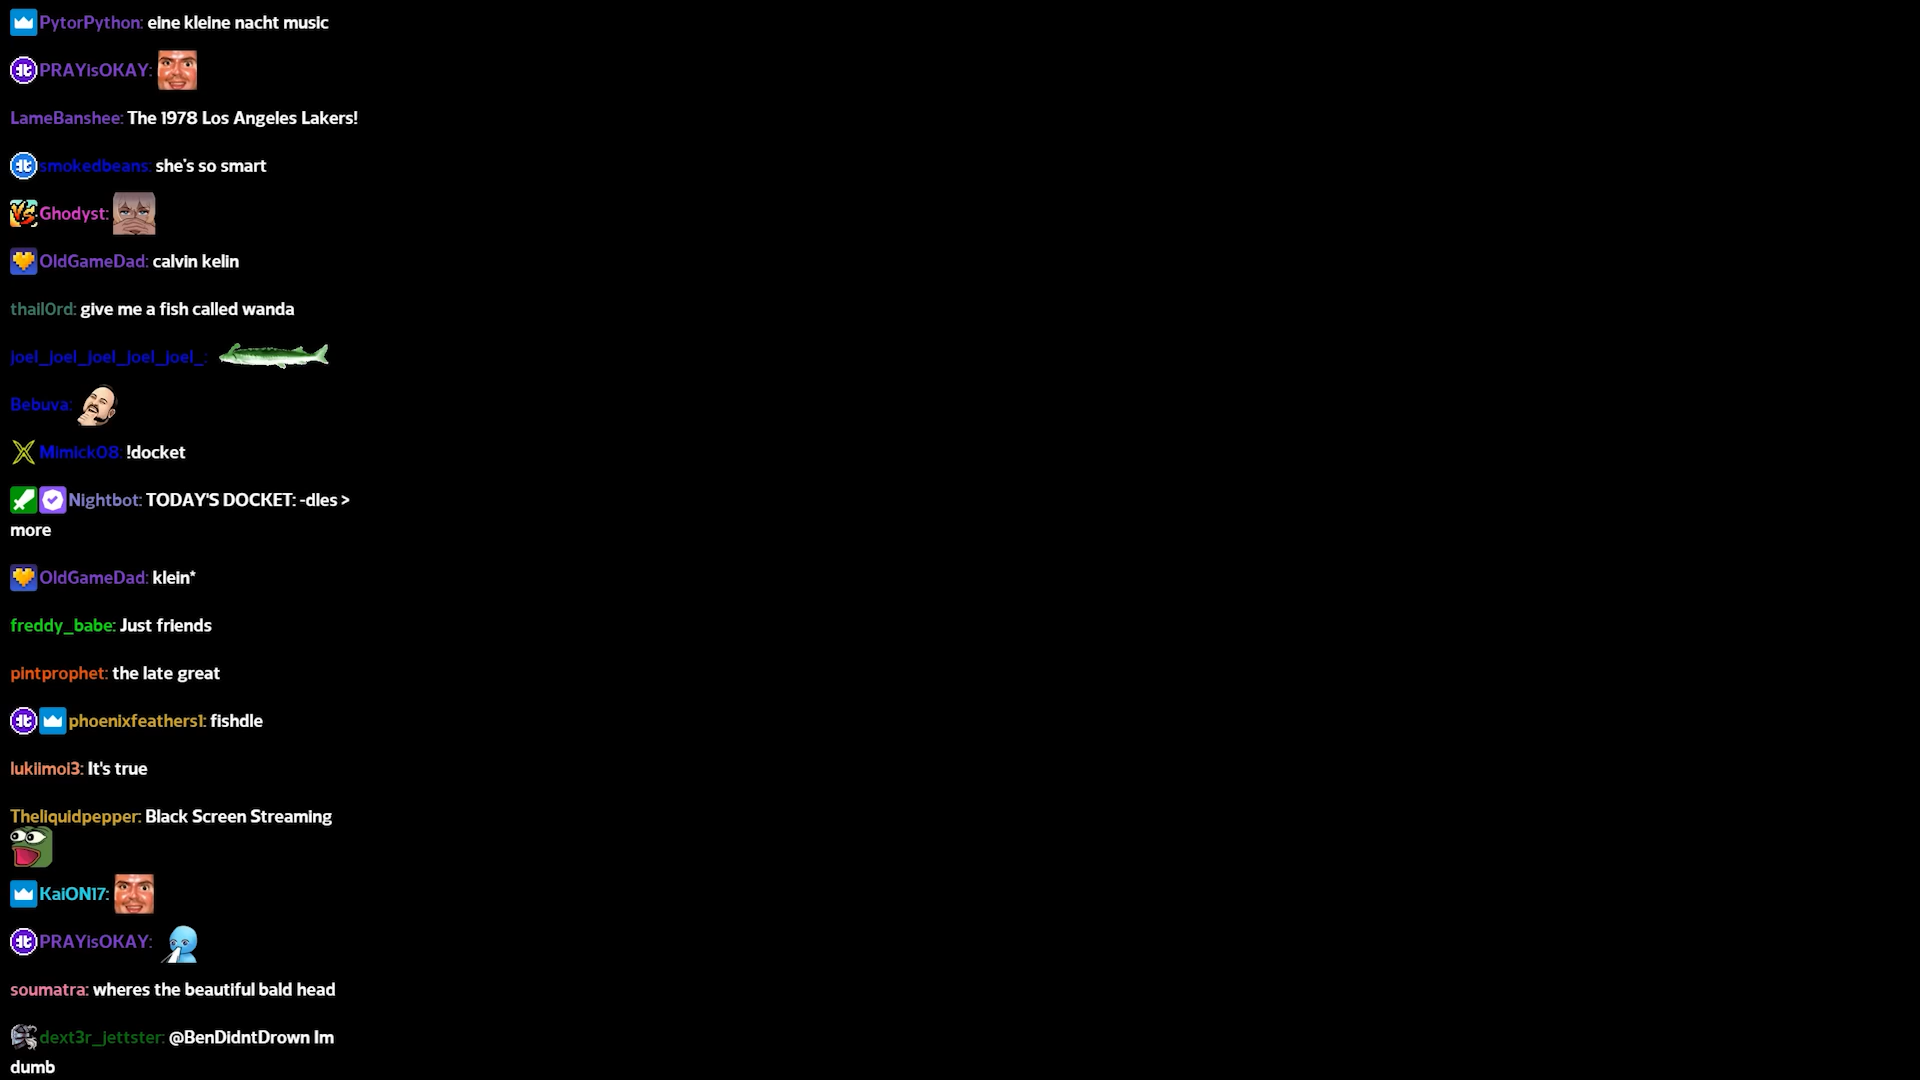 PytorPython: eine kleine nacht music
PRAYisOKAY:
LameBanshee: The 1978 Los Angeles Lakers!
smokedbeans: she's so smart
Ghodyst:
OldGameDad: calvin kelin
thail0rd: give me a fish called wanda
joel_joel_joel_joel_joel_:
Bebuva:
Mimick08: !docket
Nightbot: TODAY'S DOCKET: -dles >
more
OldGameDad: klein*
freddy_babe: Just friends
pintprophet: the late great
phoenixfeathers1: fishdle
lukiimoi3: It's true
Theliquidpepper: Black Screen Streaming
KaiON17:
PRAYisOKAY:
soumatra: wheres the beautiful bald head
dext3r_jettster: @BenDidntDrown Im
dumb